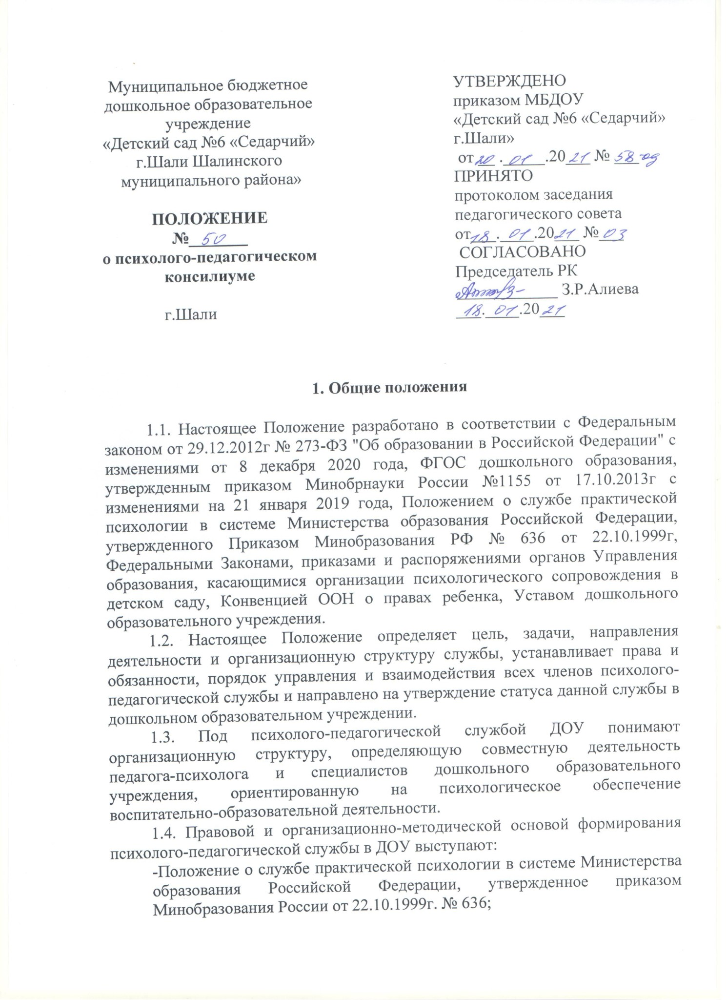 Муниципальное бюджетное
дошкольное образовательное
учреждение
«Детский сад №6 «Седарчий»
г.Шали Шалинского
муниципального района»
ПОЛОЖЕНИЕ
№ 50
о психолого-педагогическом
консилиуме
г.Шали
УТВЕРЖДЕНО
приказом МБДОУ
«Детский сад №6 «Седарчий»
г.Шали»
от 20 . 01 .20 21 № 58-од
ПРИНЯТО
протоколом заседания
педагогического совета
от 18 . 01 .20 21 № 03
СОГЛАСОВАНО
Председатель РК
З.Р.Алиева
18 . 01 .20 21
1. Общие положения
1.1. Настоящее Положение разработано в соответствии с Федеральным
законом от 29.12.2012г № 273-ФЗ "Об образовании в Российской Федерации" с
изменениями от 8 декабря 2020 года, ФГОС дошкольного образования,
утвержденным приказом Минобрнауки России №1155 от 17.10.2013г с
изменениями на 21 января 2019 года, Положением о службе практической
психологии в системе Министерства образования Российской Федерации,
утвержденного Приказом Минобразования РФ № 636 от 22.10.1999г,
Федеральными Законами, приказами и распоряжениями органов Управления
образования, касающимися организации психологического сопровождения в
детском саду, Конвенцией ООН о правах ребенка, Уставом дошкольного
образовательного учреждения.
1.2. Настоящее Положение определяет цель, задачи, направления
деятельности и организационную структуру службы, устанавливает права и
обязанности, порядок управления и взаимодействия всех членов психолого-
педагогической службы и направлено на утверждение статуса данной службы в
дошкольном образовательном учреждении.
1.3. Под психолого-педагогической службой ДОУ понимают
организационную структуру, определяющую совместную деятельность
педагога-психолога и специалистов дошкольного образовательного
учреждения, ориентированную на психологическое обеспечение
воспитательно-образовательной деятельности.
1.4. Правовой и организационно-методической основой формирования
психолого-педагогической службы в ДОУ выступают:
-Положение о службе практической психологии в системе Министерства
образования Российской Федерации, утвержденное приказом
Минобразования России от 22.10.1999г. № 636;